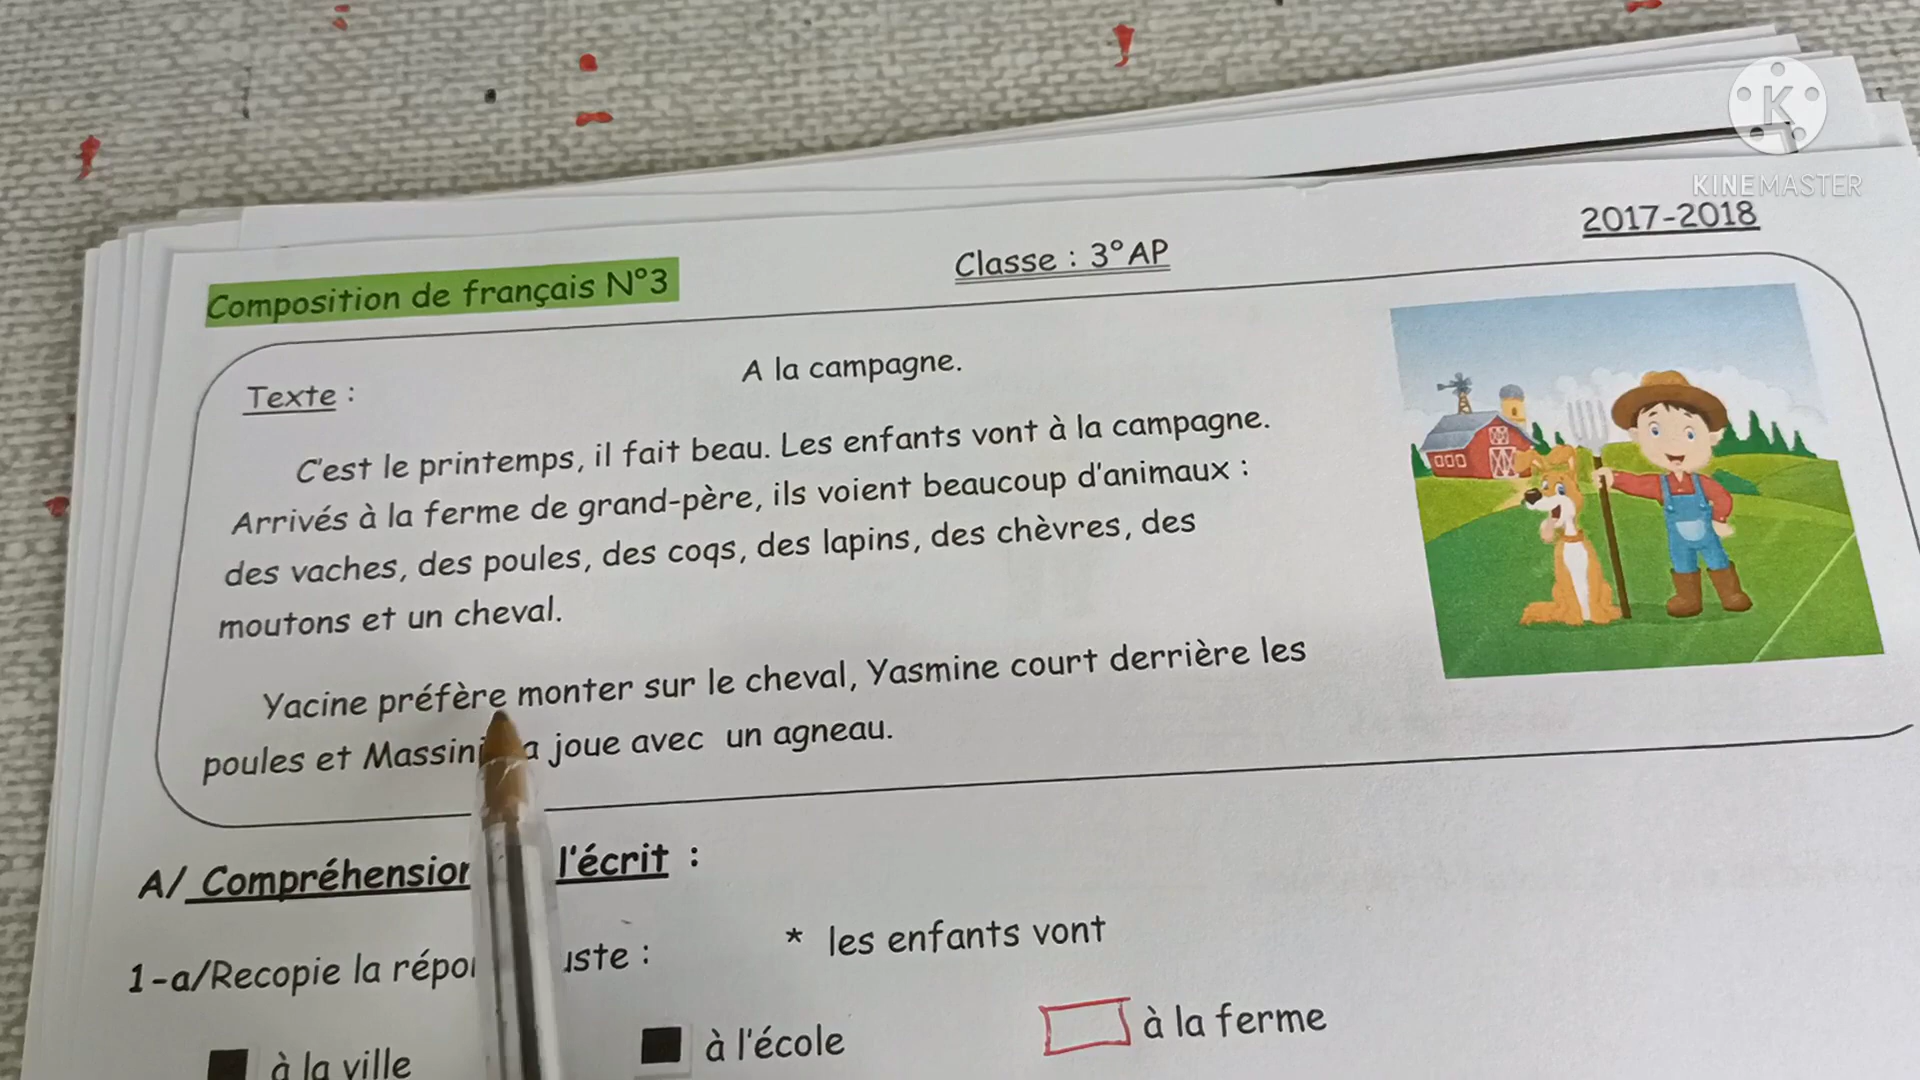 KINEMASTER
2017-2018
Composition de français N°3
Classe : 3°AP
A la campagne.
Texte :
C'est le printemps, il fait beau. Les enfants vont à la campagne.
Arrivés à la ferme de grand-père, ils voient beaucoup d'animaux :
des vaches, des poules, des coqs, des lapins, des chèvres, des
moutons et un cheval.
Yacine préfère monter sur le cheval, Yasmine court derrière les
poules et joue avec un agneau.
A/ l'écrit :
1-a/Recopie la : * les enfants vont
à la ville à l'école à la ferme